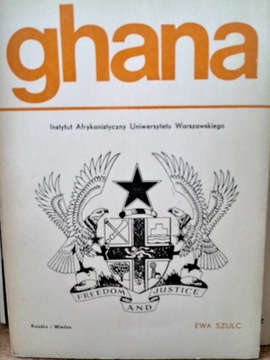 ghana
Instytut Afrykanistyczny Uniwersytetu Warszawskiego
FREEDOM AND JUSTICE
Książka i Wiedza
EWA SZULC